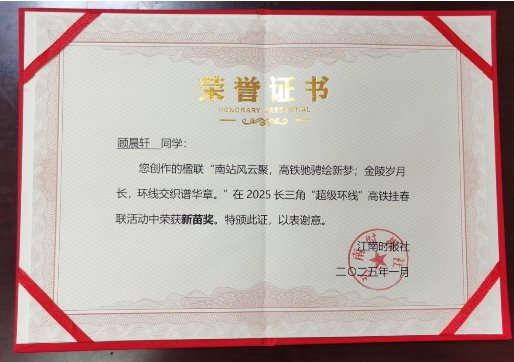 荣誉证书
HONORARY CREDENTIAL
顾晨轩 同学：
您创作的楹联“南站风云聚，高铁驰骋绘新梦；金陵岁月
长，环线交织谱华章。”在2025长三角“超级环线”高铁挂春
联活动中荣获新苗奖。特颁此证，以表谢意。
江南时报社
二〇二五年一月